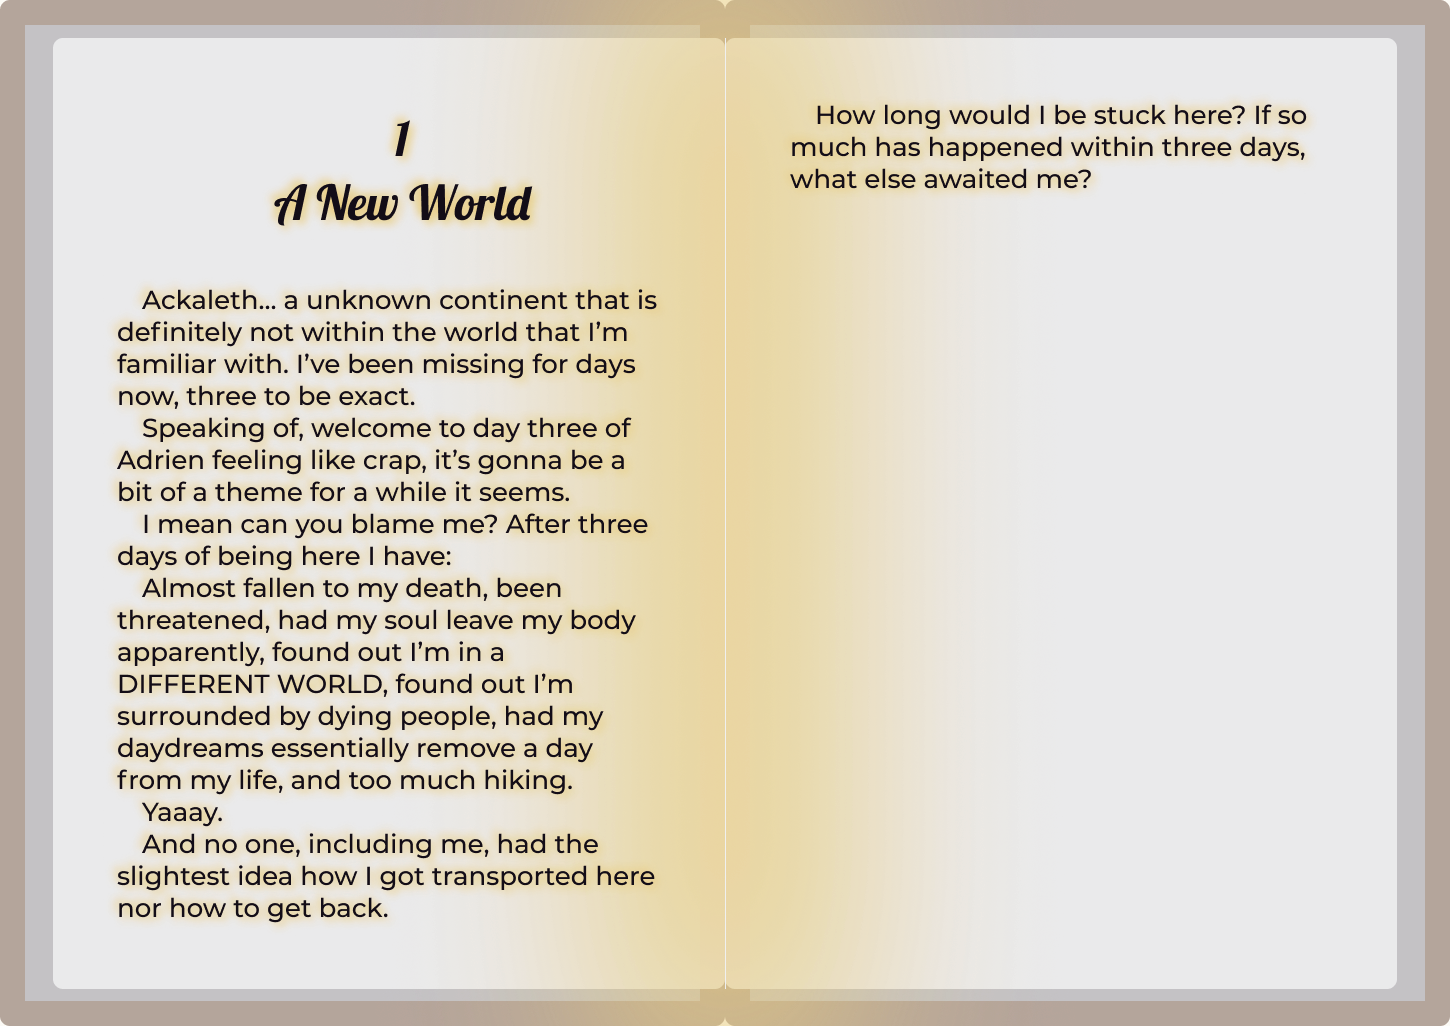 1
A New World
Ackaleth... a unknown continent that is
definitely not within the world that I’m
familiar with. I’ve been missing for days
now, three to be exact.
Speaking of, welcome to day three of
Adrien feeling like crap, it’s gonna be a
bit of a theme for a while it seems.
I mean can you blame me? After three
days of being here I have:
Almost fallen to my death, been
threatened, had my soul leave my body
apparently, found out I’m in a
DIFFERENT WORLD, found out I’m
surrounded by dying people, had my
daydreams essentially remove a day
from my life, and too much hiking.
Yaaay.
And no one, including me, had the
slightest idea how I got transported here
nor how to get back.
How long would I be stuck here? If so
much has happened within three days,
what else awaited me?